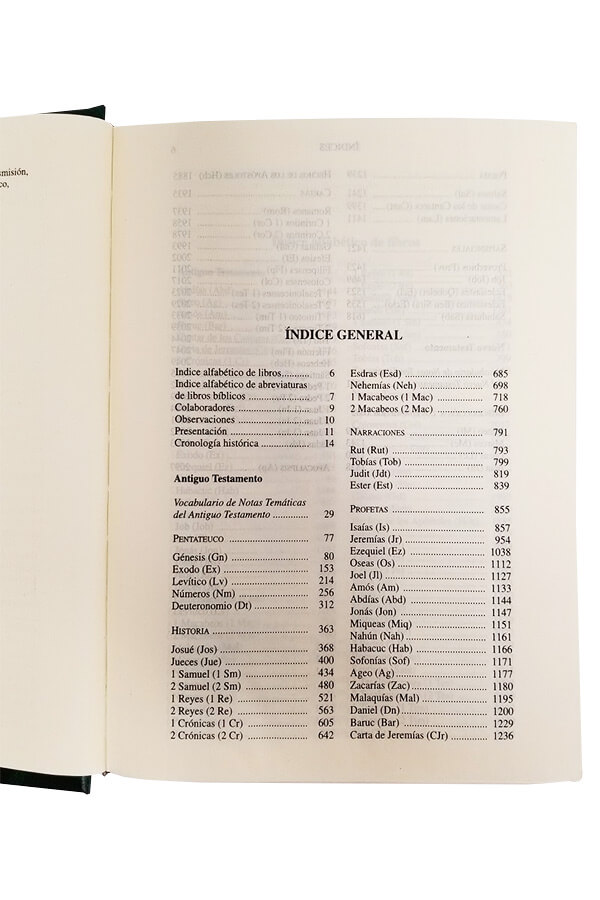 smisión,
co,
ÍNDICE GENERAL
Indice alfabético de libros........... 6
Indice alfabético de abreviaturas
de libros bíblicos ...................... 7
Colaboradores .......................... 9
Observaciones .......................... 10
Presentación ............................. 11
Cronología histórica ................. 14
Antiguo Testamento
Vocabulario de Notas Temáticas
del Antiguo Testamento ............ 29
PENTATEUCO ............................. 77
Génesis (Gn) ............................. 80
Exodo (Ex) ................................ 153
Levítico (Lv) ............................. 214
Números (Nm) .......................... 256
Deuteronomio (Dt) .................... 312
HISTORIA ................................... 363
Josué (Jos) ................................. 368
Jueces (Jue) ............................... 400
1 Samuel (1 Sm) ........................ 434
2 Samuel (2 Sm) ........................ 480
1 Reyes (1 Re) ........................... 521
2 Reyes (2 Re) ........................... 563
1 Crónicas (1 Cr) ....................... 605
2 Crónicas (2 Cr) ....................... 642
Esdras (Esd) .............................. 685
Nehemías (Neh) ........................ 698
1 Macabeos (1 Mac) ................. 718
2 Macabeos (2 Mac) ................. 760
NARRACIONES .......................... 791
Rut (Rut) ................................... 793
Tobías (Tob) .............................. 799
Judit (Jdt) .................................. 819
Ester (Est) ................................. 839
PROFETAS .................................. 855
Isaías (Is) ................................... 857
Jeremías (Jr) .............................. 954
Ezequiel (Ez) ............................. 1038
Oseas (Os) ................................. 1112
Joel (Jl) ...................................... 1127
Amós (Am) ................................ 1133
Abdías (Abd) ............................. 1144
Jonás (Jon) ................................ 1147
Miqueas (Miq) ........................... 1151
Nahún (Nah) .............................. 1161
Habacuc (Hab) .......................... 1166
Sofonías (Sof) ........................... 1171
Ageo (Ag) .................................. 1177
Zacarías (Zac) ........................... 1180
Malaquías (Mal) ........................ 1195
Daniel (Dn) ................................ 1200
Baruc (Bar) ................................ 1229
Carta de Jeremías (CJr) ............. 1236